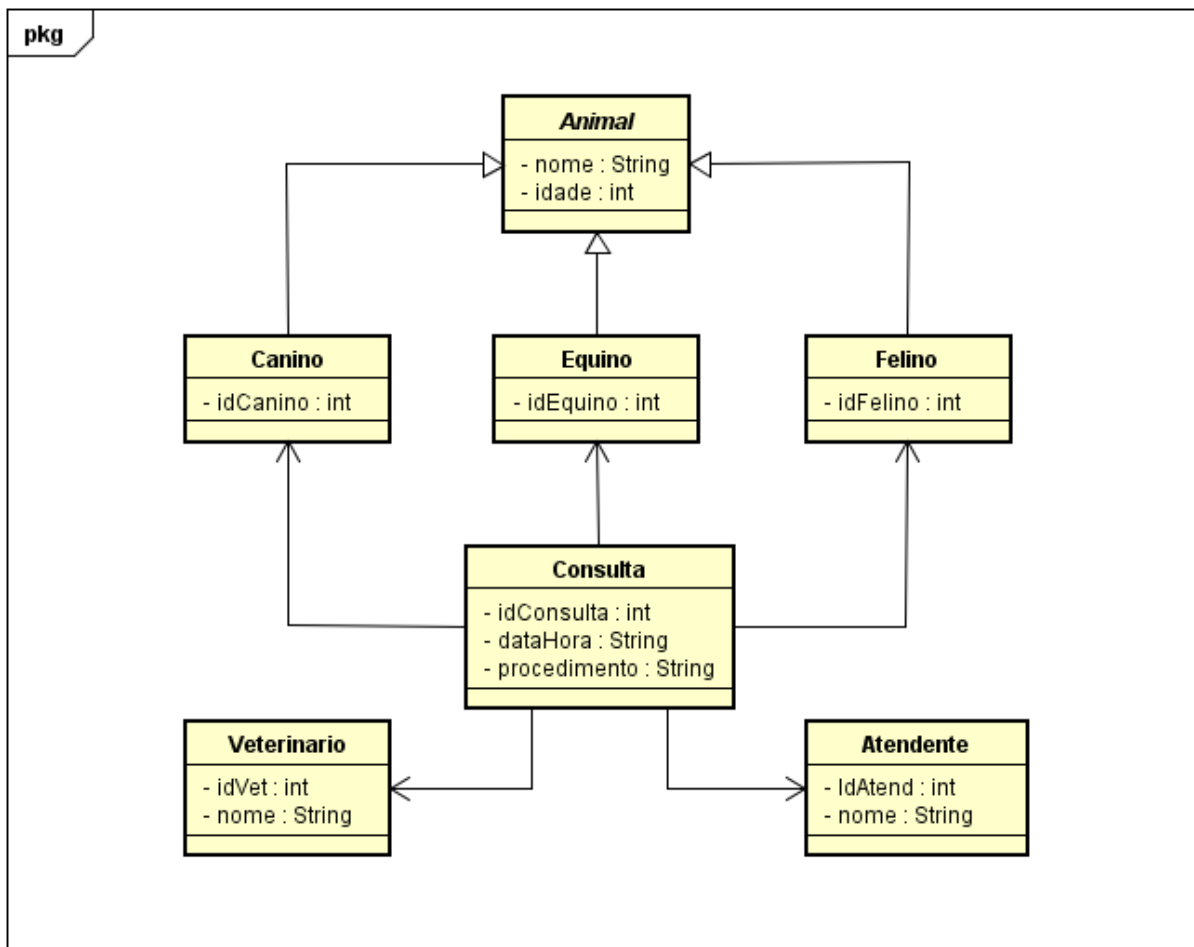 pkg
Animal
- nome : String
- idade : int
Canino
- idCanino : int
Equino
- idEquino : int
Felino
- idFelino : int
Consulta
- idConsulta : int
- dataHora : String
- procedimento : String
Veterinario
- idVet : int
- nome : String
Atendente
- IdAtend : int
- nome : String